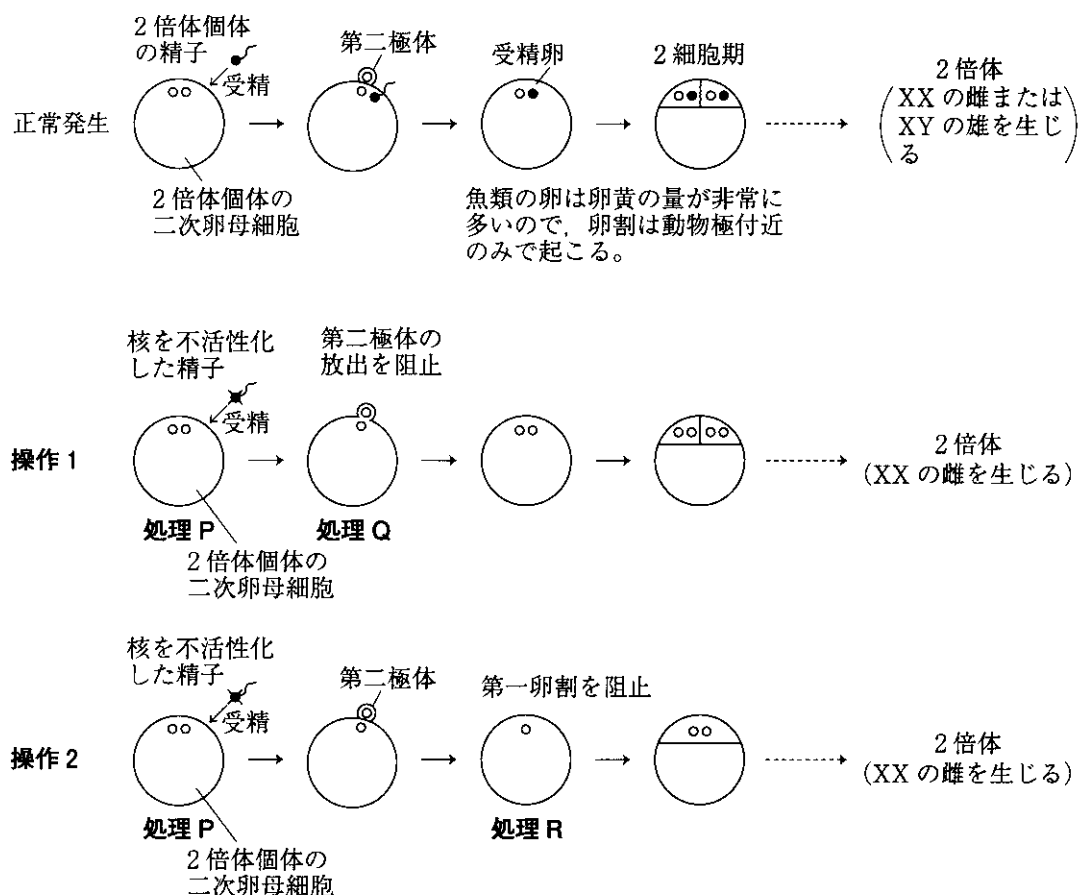 2倍体個体
の精子
受精
第二極体
受精卵
2細胞期
2倍体
XXの雌または
XYの雄を生じ
る
正常発生
2倍体個体の
二次卵母細胞
魚類の卵は卵黄の量が非常に
多いので，卵割は動物極付近
のみで起こる。
核を不活性化
した精子
受精
第二極体の
放出を阻止
操作1
2倍体
（XXの雌を生じる）
処理P
処理Q
2倍体個体の
二次卵母細胞
核を不活性化
した精子
受精
第二極体
第一卵割を阻止
操作2
2倍体
（XXの雌を生じる）
処理P
処理R
2倍体個体の
二次卵母細胞